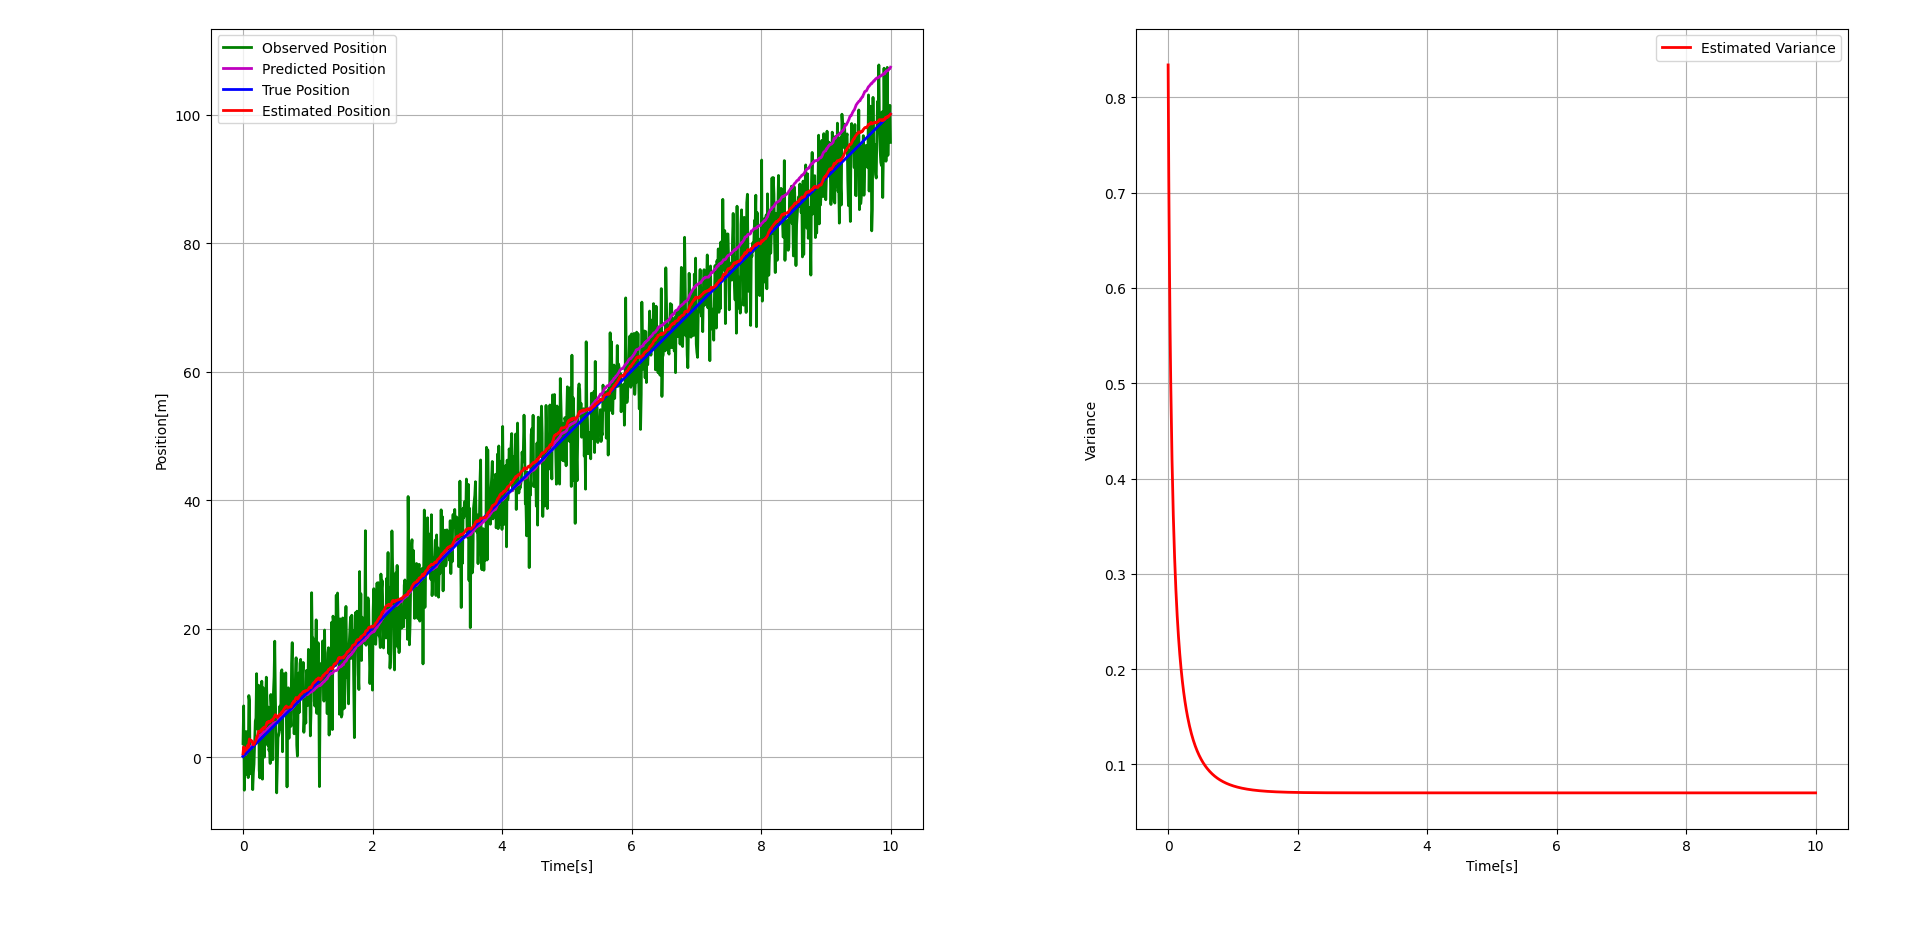 Observed Position
Predicted Position
True Position
Estimated Position
100
80
60
40
20
0
Position[m]
0 2 4 6 8 10
Time[s]
Estimated Variance
0.8
0.7
0.6
0.5
0.4
0.3
0.2
0.1
Variance
0 2 4 6 8 10
Time[s]